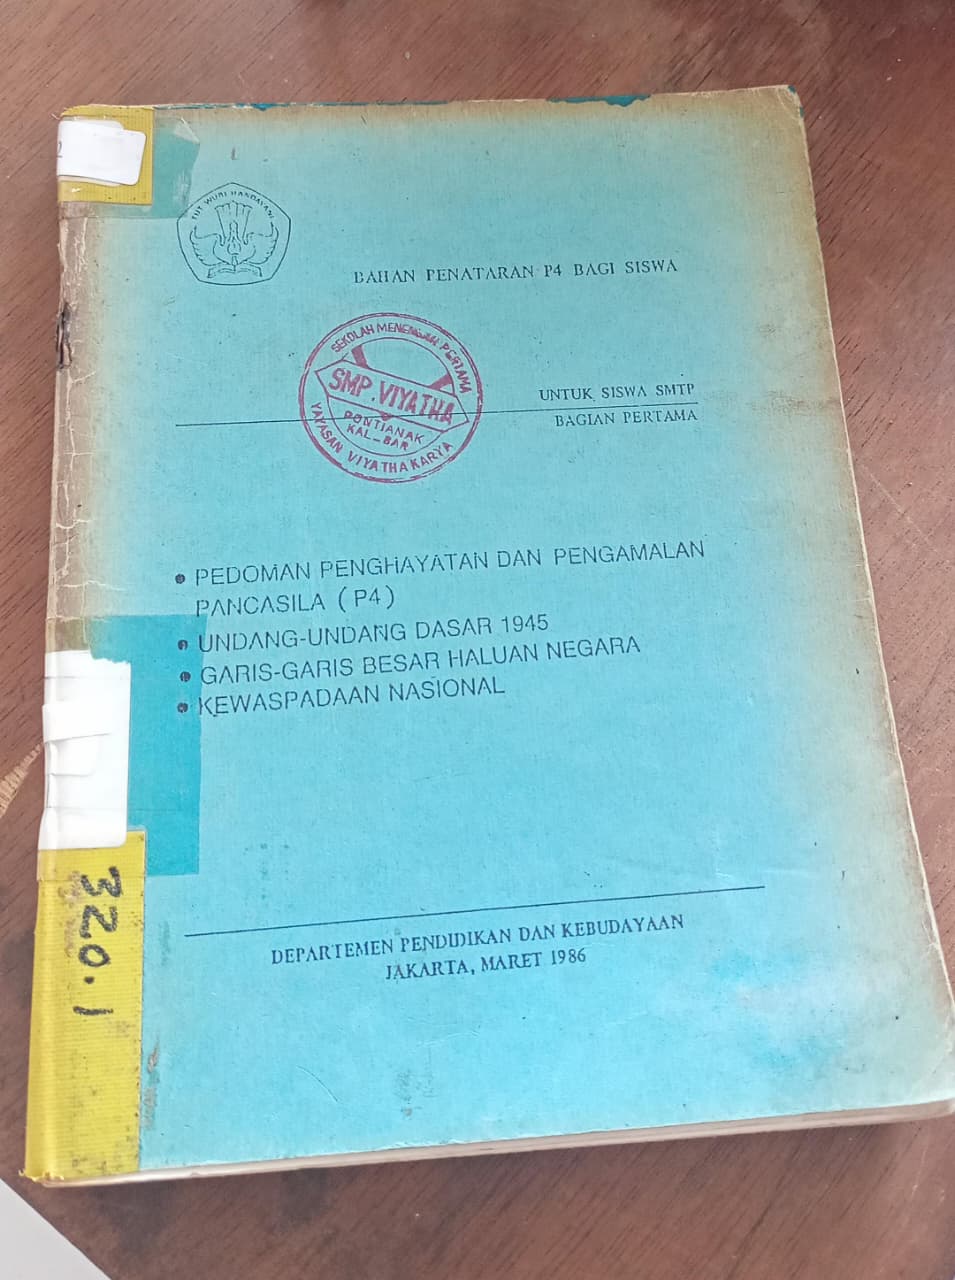 2
TUT WURI HANDAYANI
BAHAN PENATARAN P4 BAGI SISWA
SEKOLAH MENENGAH PERTAMA
SMP. VIYATHA
PONTIANAK
KAL-BAR
YAYASAN VIYATHA KARYA
UNTUK SISWA SMTP
BAGIAN PERTAMA
• PEDOMAN PENGHAYATAN DAN PENGAMALAN
PANCASILA (P4)
• UNDANG-UNDANG DASAR 1945
• GARIS-GARIS BESAR HALUAN NEGARA
• KEWASPADAAN NASIONAL
320.1
DEPARTEMEN PENDIDIKAN DAN KEBUDAYAAN
JAKARTA, MARET 1986